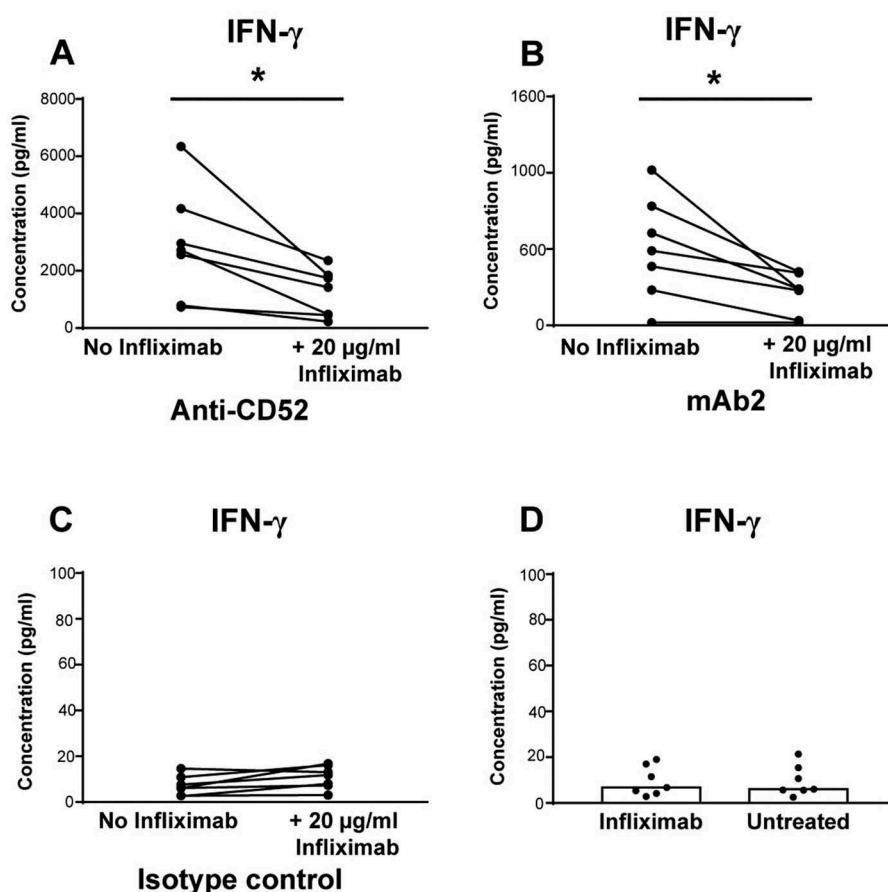 A
IFN-γ
*
Concentration (pg/ml)
8000
6000
4000
2000
0
No Infliximab
+ 20 µg/ml
Infliximab
Anti-CD52
B
IFN-γ
*
Concentration (pg/ml)
1600
1000
600
0
No Infliximab
+ 20 µg/ml
Infliximab
mAb2
C
IFN-γ
Concentration (pg/ml)
100
80
60
40
20
0
No Infliximab
+ 20 µg/ml
Infliximab
Isotype control
D
IFN-γ
Concentration (pg/ml)
100
80
60
40
20
0
Infliximab
Untreated